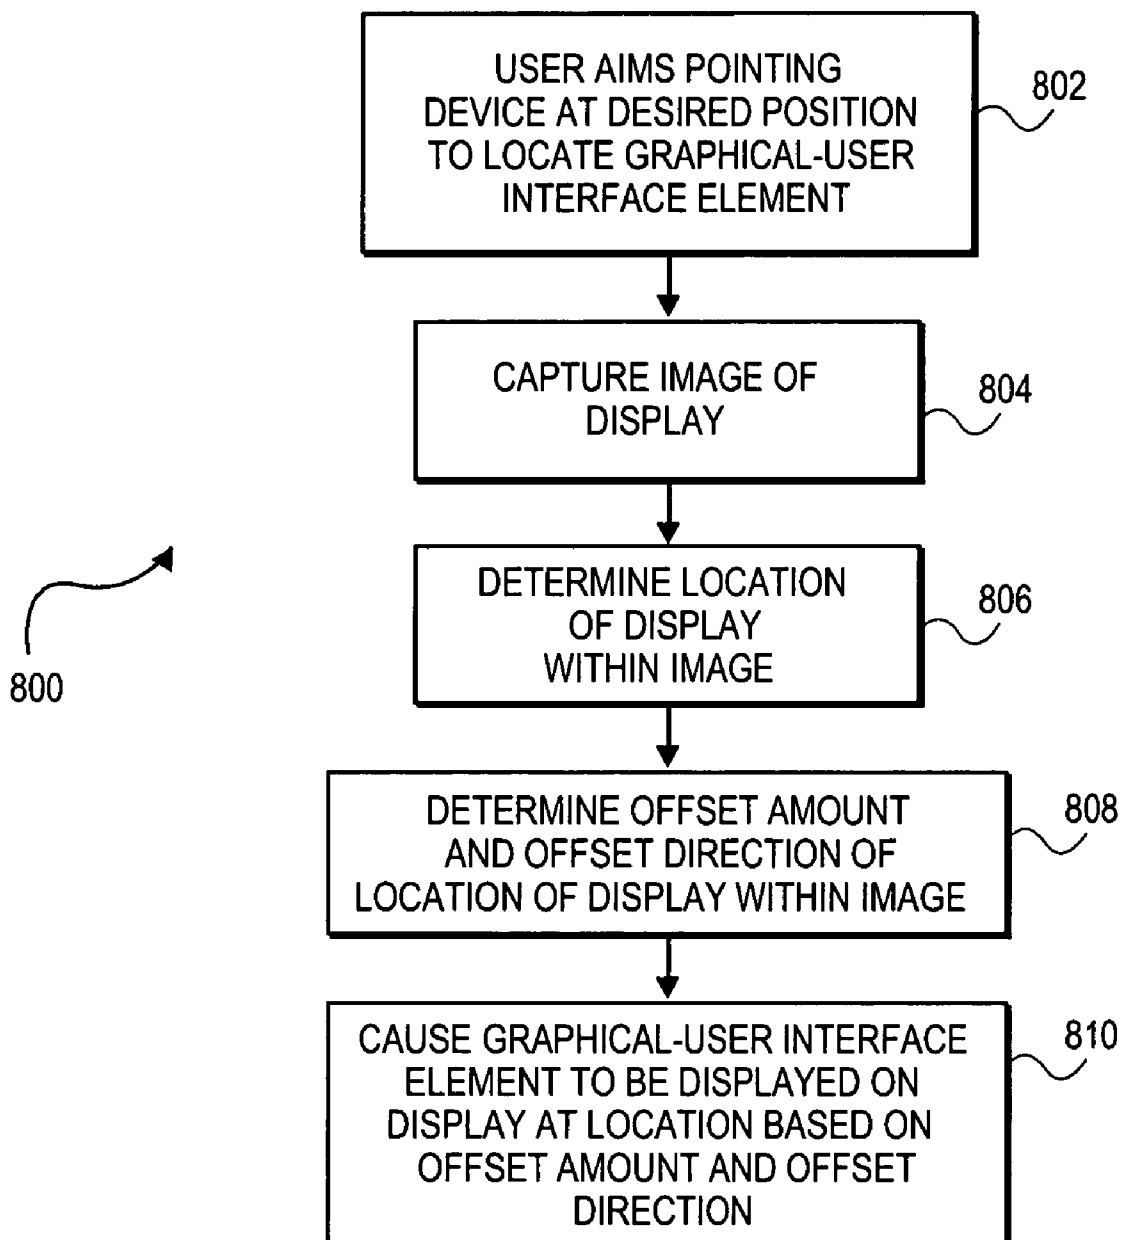 USER AIMS POINTING
DEVICE AT DESIRED POSITION
TO LOCATE GRAPHICAL-USER
INTERFACE ELEMENT
802
CAPTURE IMAGE OF
DISPLAY
804
DETERMINE LOCATION
OF DISPLAY
WITHIN IMAGE
806
800
DETERMINE OFFSET AMOUNT
AND OFFSET DIRECTION OF
LOCATION OF DISPLAY WITHIN IMAGE
808
CAUSE GRAPHICAL-USER INTERFACE
ELEMENT TO BE DISPLAYED ON
DISPLAY AT LOCATION BASED ON
OFFSET AMOUNT AND OFFSET
DIRECTION
810